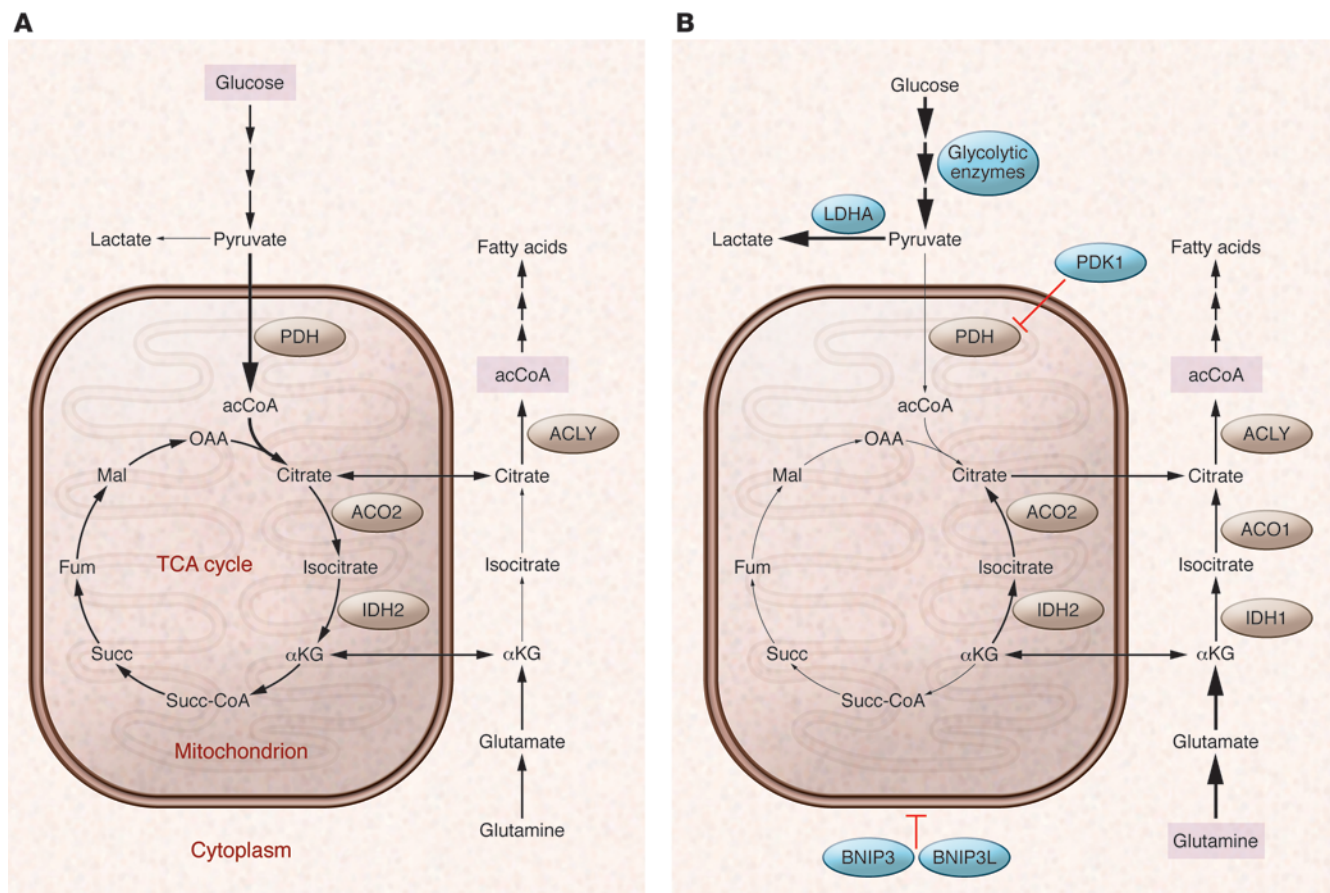 A
Glucose
Lactate
Pyruvate
Fatty acids
PDH
acCoA
acCoA
OAA
ACLY
Mal
Citrate
Citrate
ACO2
Fum
TCA cycle
Isocitrate
Isocitrate
IDH2
Succ
αKG
αKG
Succ-CoA
Mitochondrion
Glutamate
Glutamine
Cytoplasm
B
Glucose
Glycolytic
enzymes
LDHA
Lactate
Pyruvate
Fatty acids
PDK1
PDH
acCoA
acCoA
OAA
ACLY
Mal
Citrate
Citrate
ACO2
ACO1
Fum
Isocitrate
Isocitrate
IDH2
IDH1
Succ
αKG
αKG
Succ-CoA
Glutamate
Glutamine
BNIP3
BNIP3L